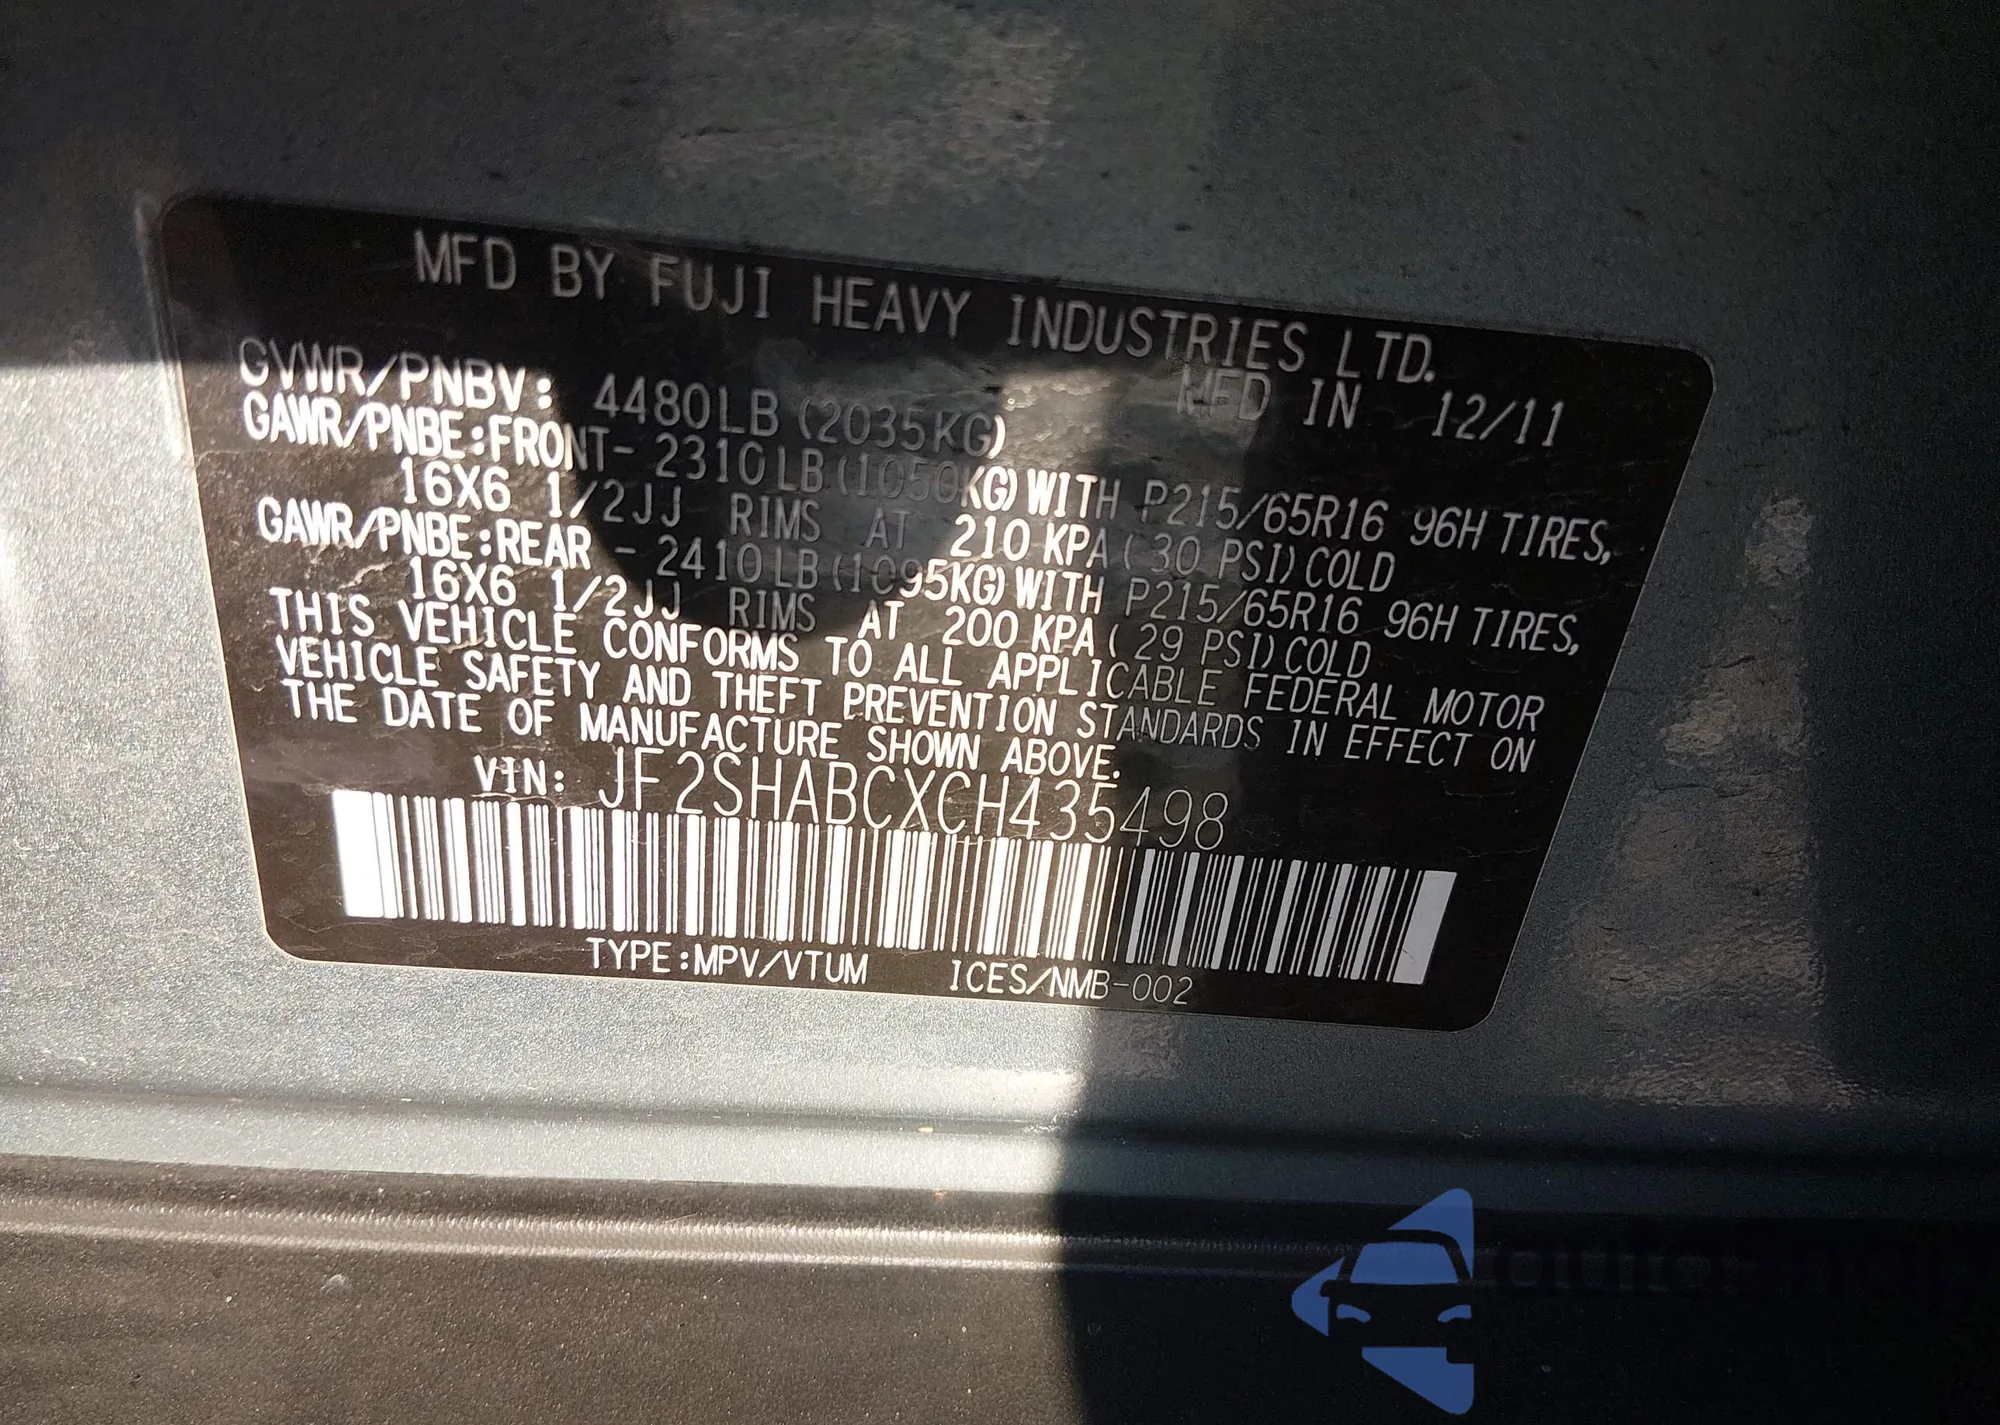 MFD BY FUJI HEAVY INDUSTRIES LTD.
MFD IN 12/11
GVWR/PNBV: 4480LB (2035KG)
GAWR/PNBE:FRONT- 2310LB(1050KG)WITH P215/65R16 96H TIRES,
16X6 1/2JJ RIMS AT 210 KPA( 30 PSI)COLD
GAWR/PNBE:REAR - 2410LB(1095KG)WITH P215/65R16 96H TIRES,
16X6 1/2JJ RIMS AT 200 KPA( 29 PSI)COLD
THIS VEHICLE CONFORMS TO ALL APPLICABLE FEDERAL MOTOR
VEHICLE SAFETY AND THEFT PREVENTION STANDARDS IN EFFECT ON
THE DATE OF MANUFACTURE SHOWN ABOVE.
VIN: JF2SHABCXCH435498
TYPE:MPV/VTUM ICES/NMB-002